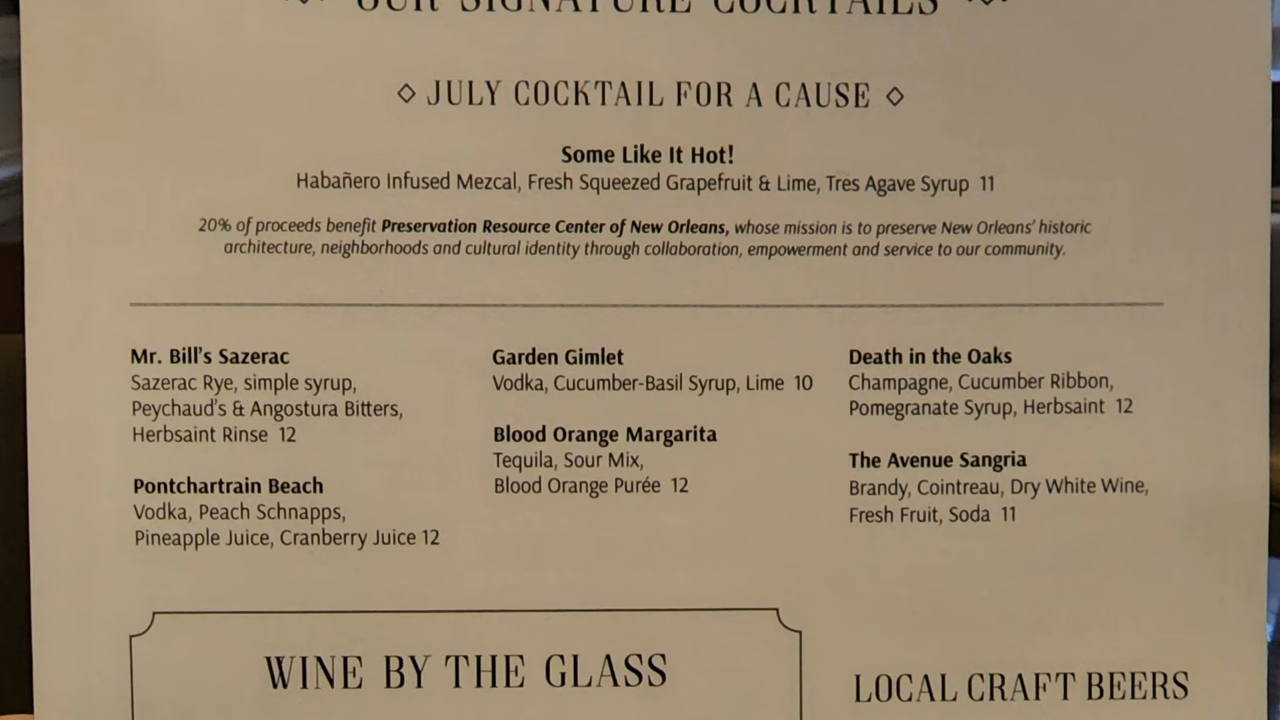 OUR SIGNATURE COCKTAILS
JULY COCKTAIL FOR A CAUSE
Some Like It Hot!
Habañero Infused Mezcal, Fresh Squeezed Grapefruit & Lime, Tres Agave Syrup 11
20% of proceeds benefit Preservation Resource Center of New Orleans, whose mission is to preserve New Orleans' historic
architecture, neighborhoods and cultural identity through collaboration, empowerment and service to our community.
Mr. Bill's Sazerac
Sazerac Rye, simple syrup,
Peychaud's & Angostura Bitters,
Herbsaint Rinse 12
Pontchartrain Beach
Vodka, Peach Schnapps,
Pineapple Juice, Cranberry Juice 12
Garden Gimlet
Vodka, Cucumber-Basil Syrup, Lime 10
Blood Orange Margarita
Tequila, Sour Mix,
Blood Orange Purée 12
Death in the Oaks
Champagne, Cucumber Ribbon,
Pomegranate Syrup, Herbsaint 12
The Avenue Sangria
Brandy, Cointreau, Dry White Wine,
Fresh Fruit, Soda 11
WINE BY THE GLASS
LOCAL CRAFT BEERS